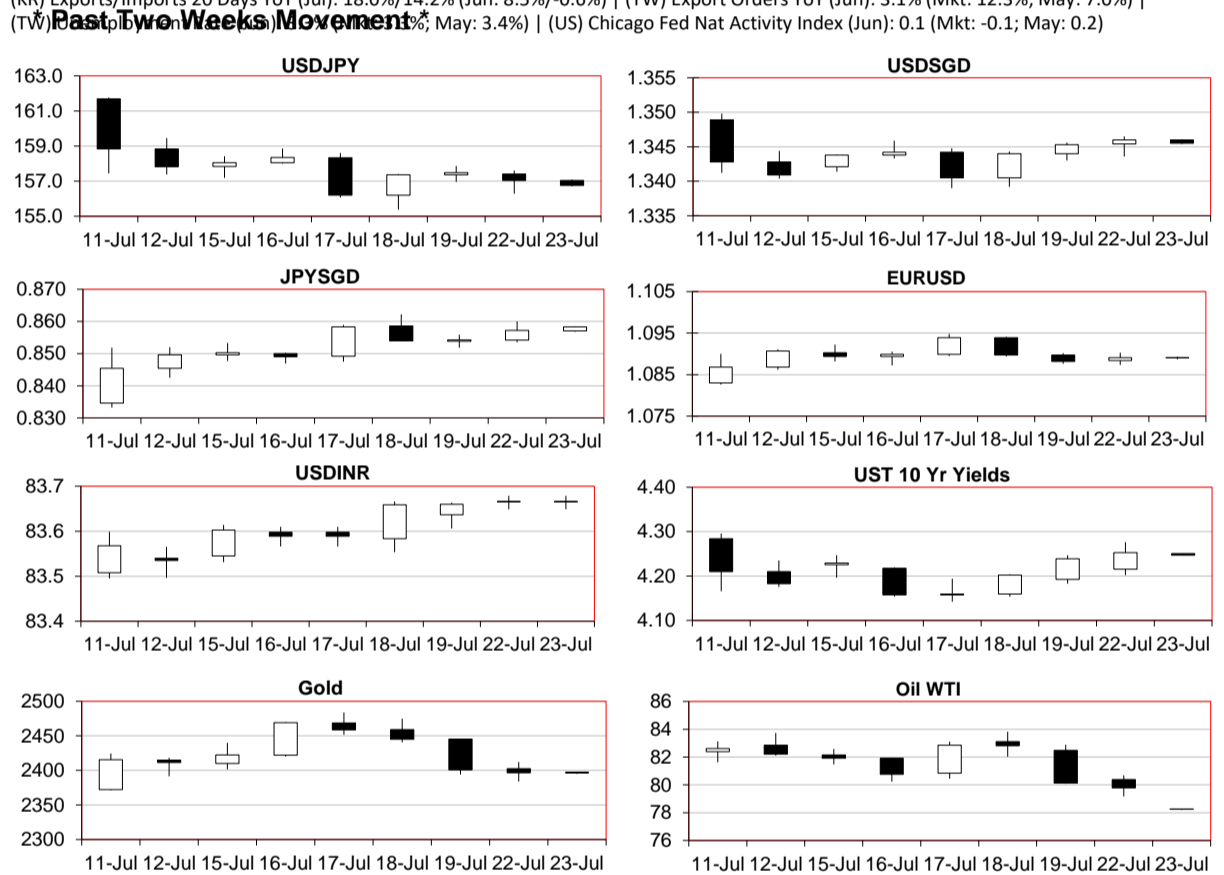 (KR) Exports/Imports 20 Days YoY (Jul): (Jun: | (TW) Export Orders YoY (Jun): 3.1% (Mkt: 12.3%; May: 7.0%) |
* Past Two Weeks Movement *
(TW) May: 3.4%) | (US) Chicago Fed Nat Activity Index (Jun): 0.1 (Mkt: -0.1; May: 0.2)
USDJPY
163.0
161.0
159.0
157.0
155.0
11-Jul 12-Jul 15-Jul 16-Jul 17-Jul 18-Jul 19-Jul 22-Jul 23-Jul
USDSGD
1.355
1.350
1.345
1.340
1.335
11-Jul 12-Jul 15-Jul 16-Jul 17-Jul 18-Jul 19-Jul 22-Jul 23-Jul
JPYSGD
0.870
0.860
0.850
0.840
0.830
11-Jul 12-Jul 15-Jul 16-Jul 17-Jul 18-Jul 19-Jul 22-Jul 23-Jul
EURUSD
1.105
1.095
1.085
1.075
11-Jul 12-Jul 15-Jul 16-Jul 17-Jul 18-Jul 19-Jul 22-Jul 23-Jul
USDINR
83.7
83.6
83.5
83.4
11-Jul 12-Jul 15-Jul 16-Jul 17-Jul 18-Jul 19-Jul 22-Jul 23-Jul
UST 10 Yr Yields
4.40
4.30
4.20
4.10
11-Jul 12-Jul 15-Jul 16-Jul 17-Jul 18-Jul 19-Jul 22-Jul 23-Jul
Gold
2500
2450
2400
2350
2300
11-Jul 12-Jul 15-Jul 16-Jul 17-Jul 18-Jul 19-Jul 22-Jul 23-Jul
Oil WTI
86
84
82
80
78
76
11-Jul 12-Jul 15-Jul 16-Jul 17-Jul 18-Jul 19-Jul 22-Jul 23-Jul